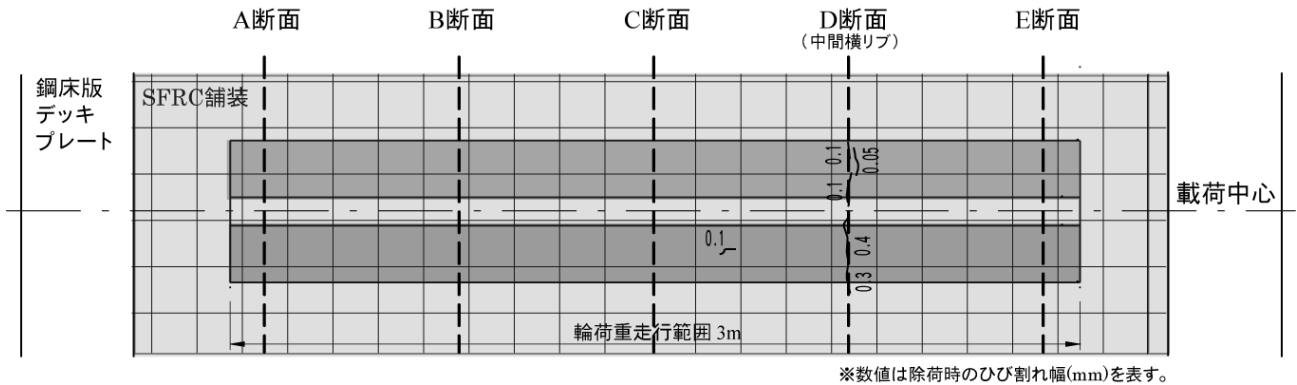 A断面
B断面
C断面
D断面
(中間横リブ)
E断面
鋼床版
デッキ
プレート
SFRC舗装
0.1
0.05
0.1
載荷中心
0.1
0.4
0.3
輪荷重走行範囲 3m
※数値は除荷時のひび割れ幅(mm)を表す。